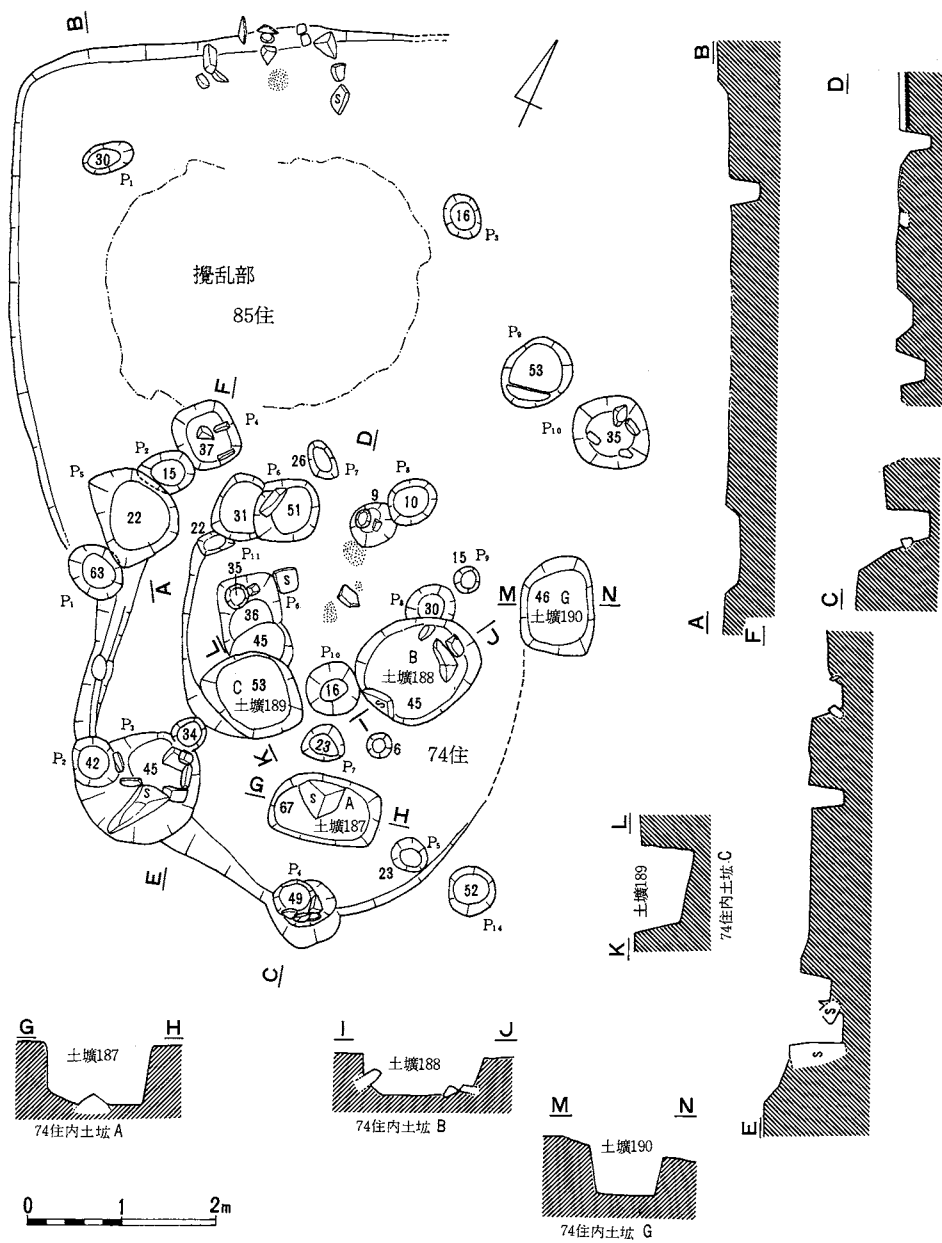 B
S
30
P₁
16
P₃
攪乱部
85住
P₉
53
P₁₀
35
F
P₄
37
P₂
15
P₅
22
D
26
P₇
P₆
31
51
P₈
9
10
63
P₁
22
P₁₁
35
S
P₆
36
45
A
15
P₉
P₈
30
M
46 G
土壙190
N
J
L
C 53
土壙189
P₁₀
16
B
土壙188
45
S
I
K
34
P₃
P₂
42
45
S
23
P₇
6
74住
G
67
S
A
土壙187
H
E
P₅
23
P₄
49
52
P₁₄
C
B
A
D
C
F
S
S
E
L
土壙189
K
74住内土坛 C
G
H
土壙187
74住内土坛 A
I
J
土壙188
74住内土坛 B
M
N
土壙190
74住内土坛 G
0 1 2m